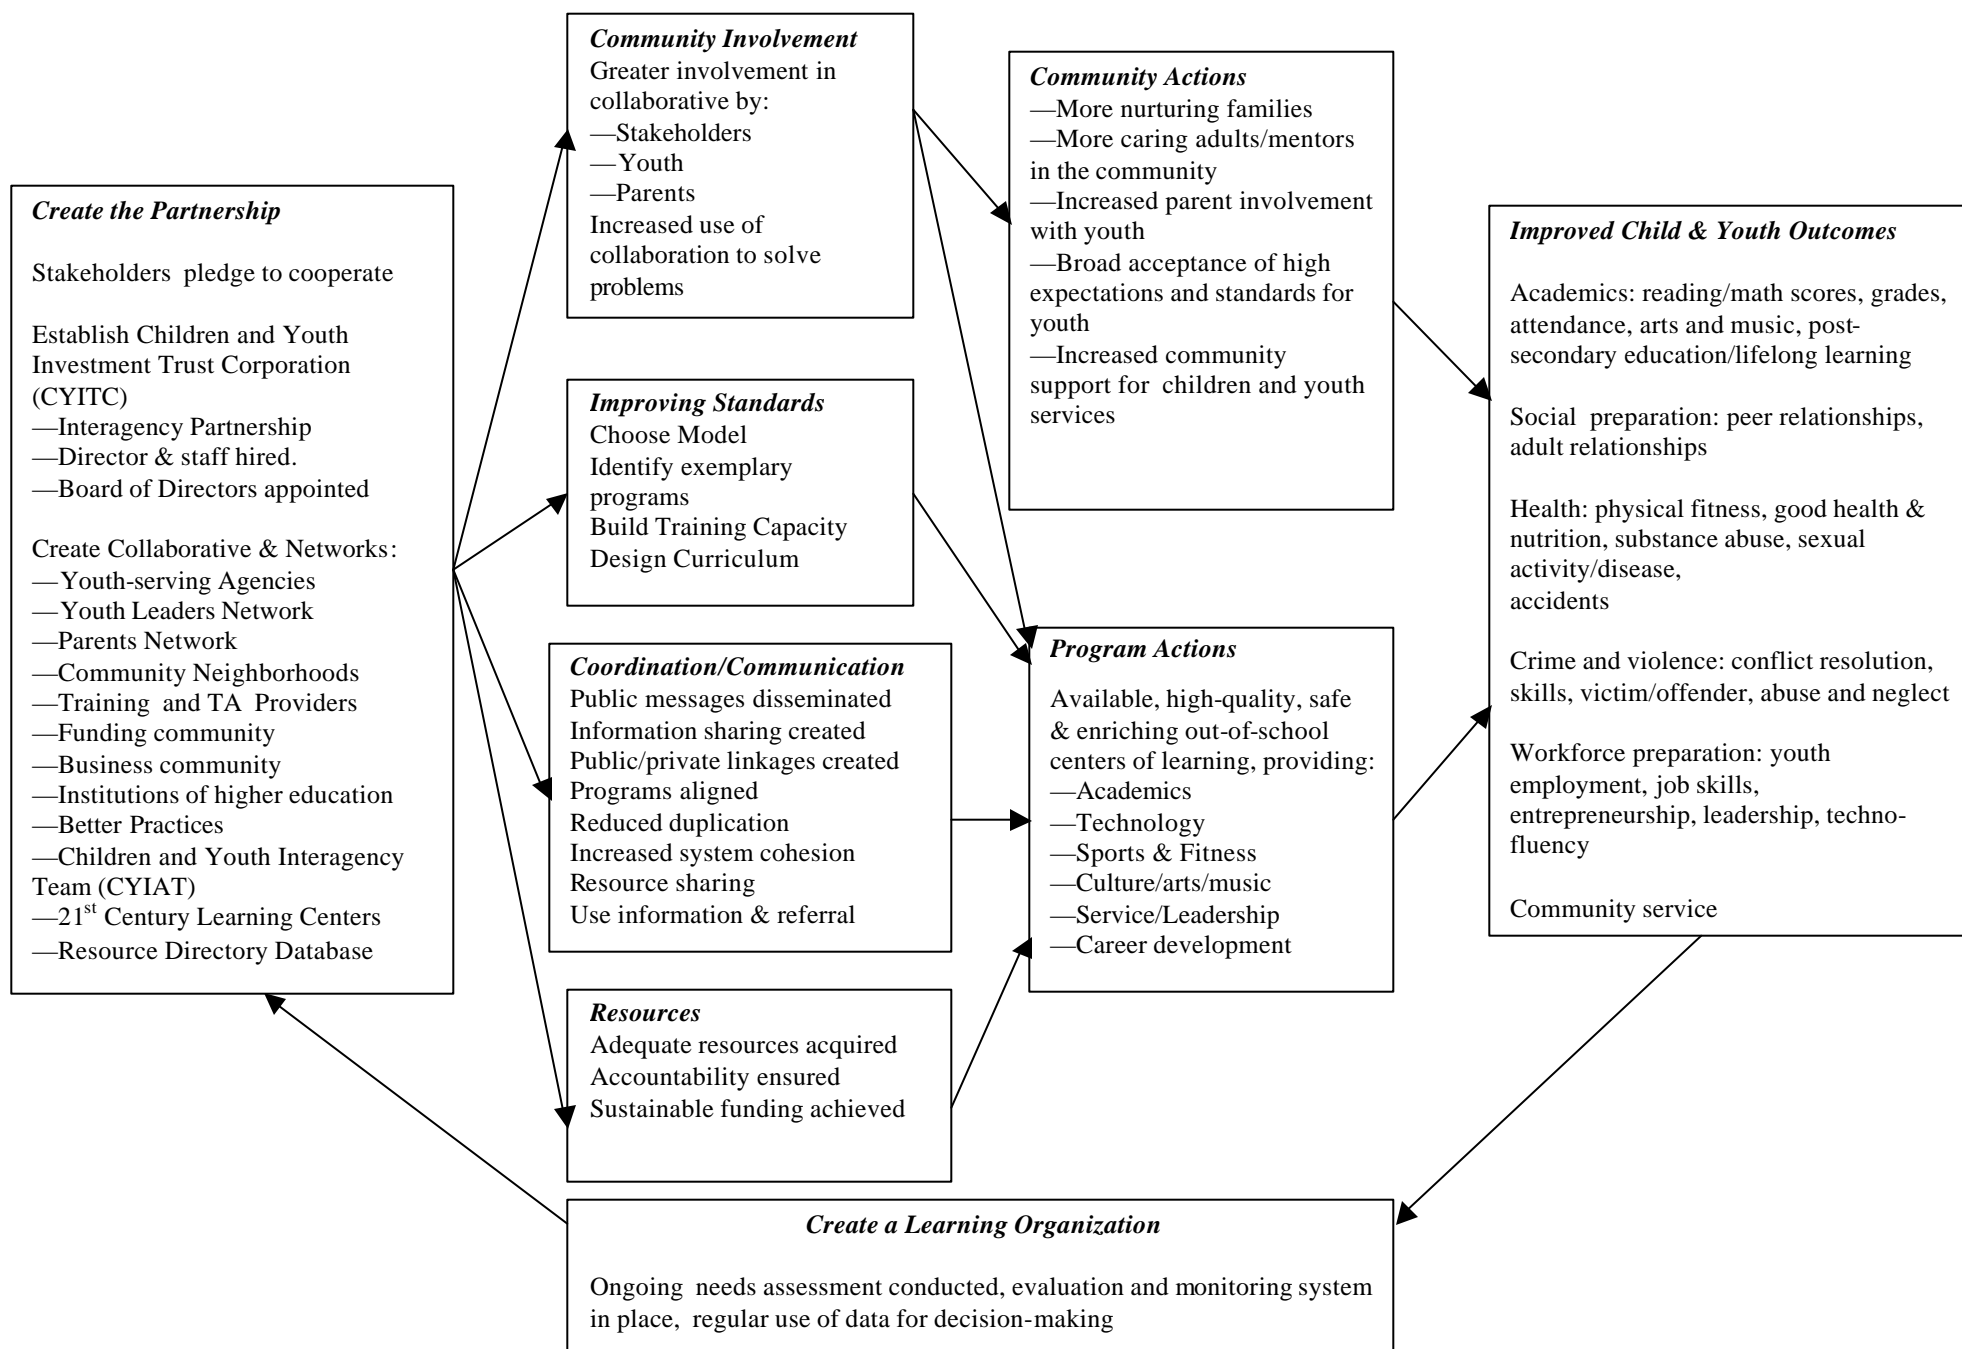 Create the Partnership
Stakeholders pledge to cooperate
Establish Children and Youth
Investment Trust Corporation
(CYITC)
—Interagency Partnership
—Director & staff hired.
—Board of Directors appointed
Create Collaborative & Networks:
—Youth-serving Agencies
—Youth Leaders Network
—Parents Network
—Community Neighborhoods
—Training and TA Providers
—Funding community
—Business community
—Institutions of higher education
—Better Practices
—Children and Youth Interagency
Team (CYIAT)
—21st Century Learning Centers
—Resource Directory Database
Community Involvement
Greater involvement in
collaborative by:
—Stakeholders
—Youth
—Parents
Increased use of
collaboration to solve
problems
Improving Standards
Choose Model
Identify exemplary
programs
Build Training Capacity
Design Curriculum
Coordination/Communication
Public messages disseminated
Information sharing created
Public/private linkages created
Programs aligned
Reduced duplication
Increased system cohesion
Resource sharing
Use information & referral
Resources
Adequate resources acquired
Accountability ensured
Sustainable funding achieved
Community Actions
—More nurturing families
—More caring adults/mentors
in the community
—Increased parent involvement
with youth
—Broad acceptance of high
expectations and standards for
youth
—Increased community
support for children and youth
services
Program Actions
Available, high-quality, safe
& enriching out-of-school
centers of learning, providing:
—Academics
—Technology
—Sports & Fitness
—Culture/arts/music
—Service/Leadership
—Career development
Improved Child & Youth Outcomes
Academics: reading/math scores, grades,
attendance, arts and music, post-
secondary education/lifelong learning
Social preparation: peer relationships,
adult relationships
Health: physical fitness, good health &
nutrition, substance abuse, sexual
activity/disease,
accidents
Crime and violence: conflict resolution,
skills, victim/offender, abuse and neglect
Workforce preparation: youth
employment, job skills,
entrepreneurship, leadership, techno-
fluency
Community service
Create a Learning Organization
Ongoing needs assessment conducted, evaluation and monitoring system
in place, regular use of data for decision-making